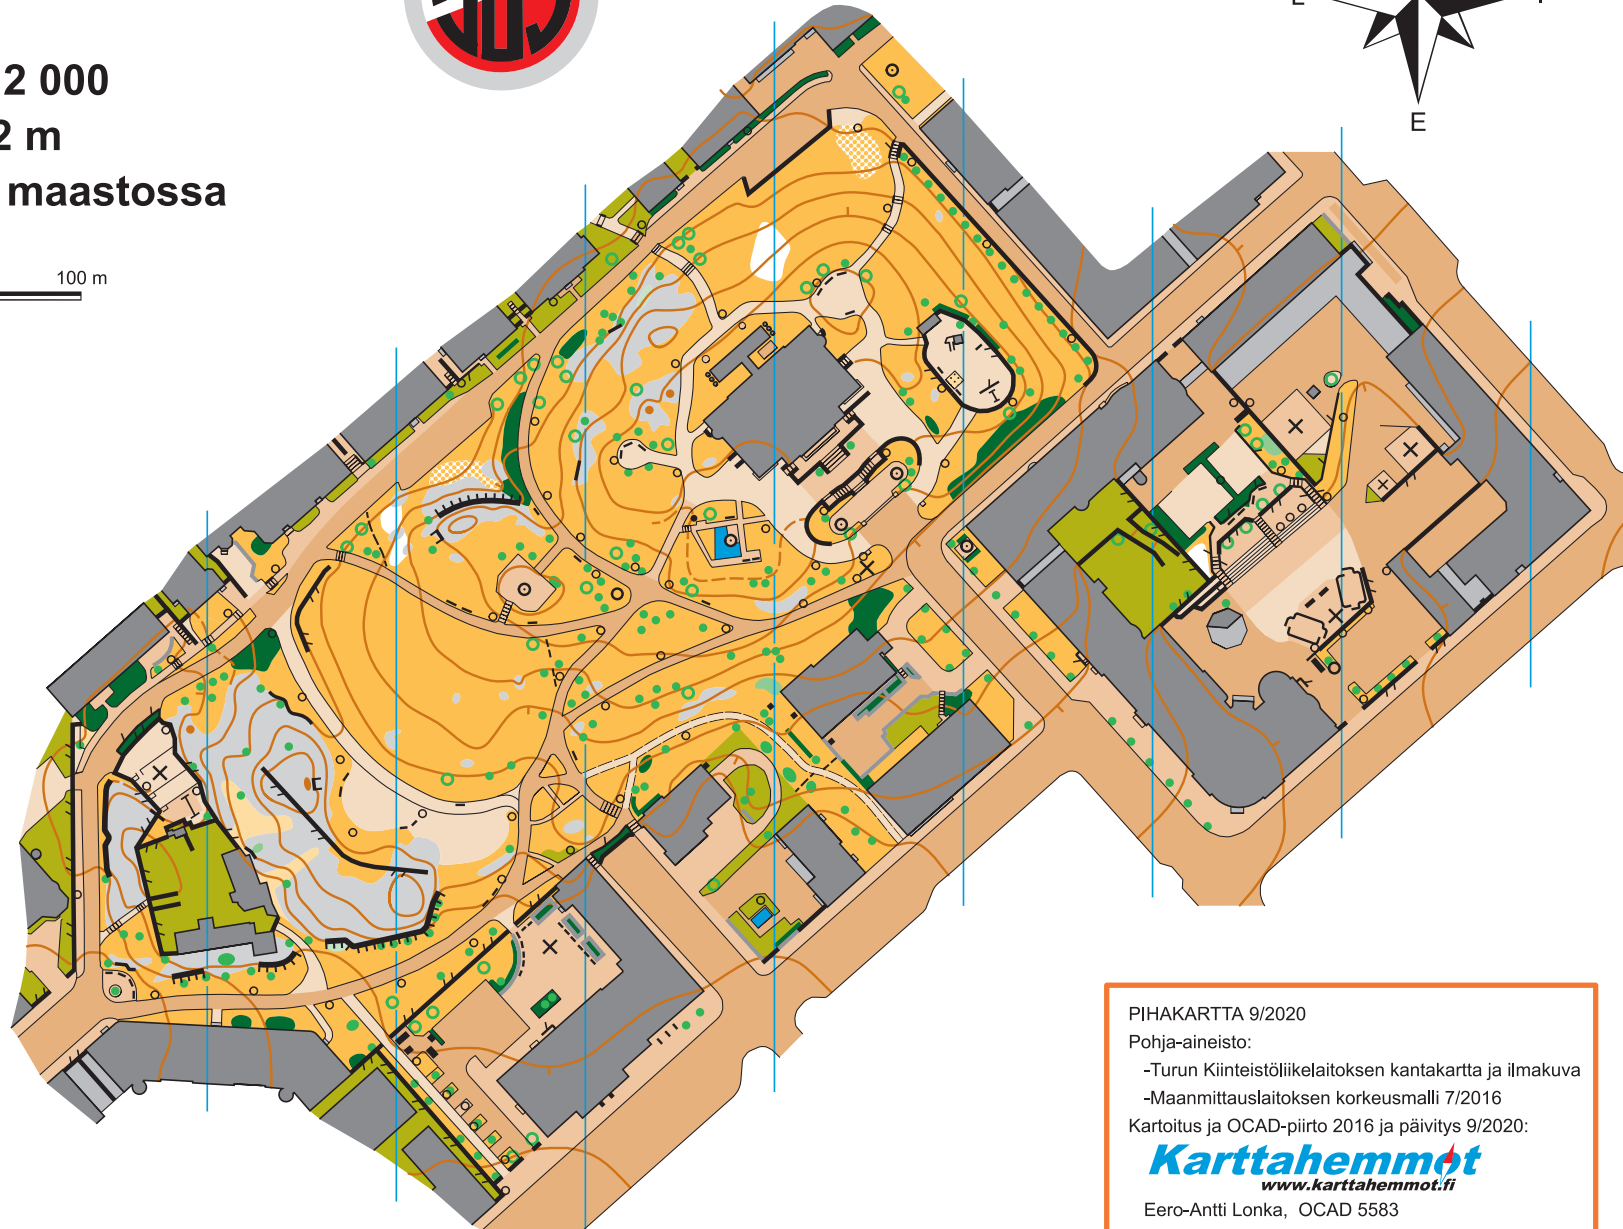 2 000
2 m
maastossa
100 m
E
PIHAKARTTA 9/2020
Pohja-aineisto:
-Turun Kiinteistöliikelaitoksen kantakartta ja ilmakuva
-Maanmittauslaitoksen korkeusmalli 7/2016
Kartoitus ja OCAD-piirto 2016 ja päivitys 9/2020:
Karttahemmot
www.karttahemmot.fi
Eero-Antti Lonka, OCAD 5583